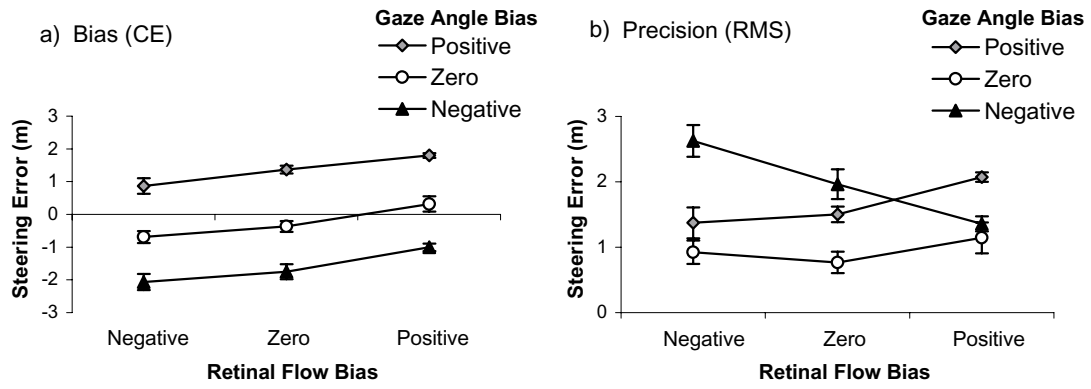 a) Bias (CE)
Gaze Angle Bias
Positive
Zero
Negative
Steering Error (m)
3
2
1
0
-1
-2
-3
Negative Zero Positive
Retinal Flow Bias
b) Precision (RMS)
Gaze Angle Bias
Positive
Zero
Negative
Steering Error (m)
3
2
1
0
Negative Zero Positive
Retinal Flow Bias